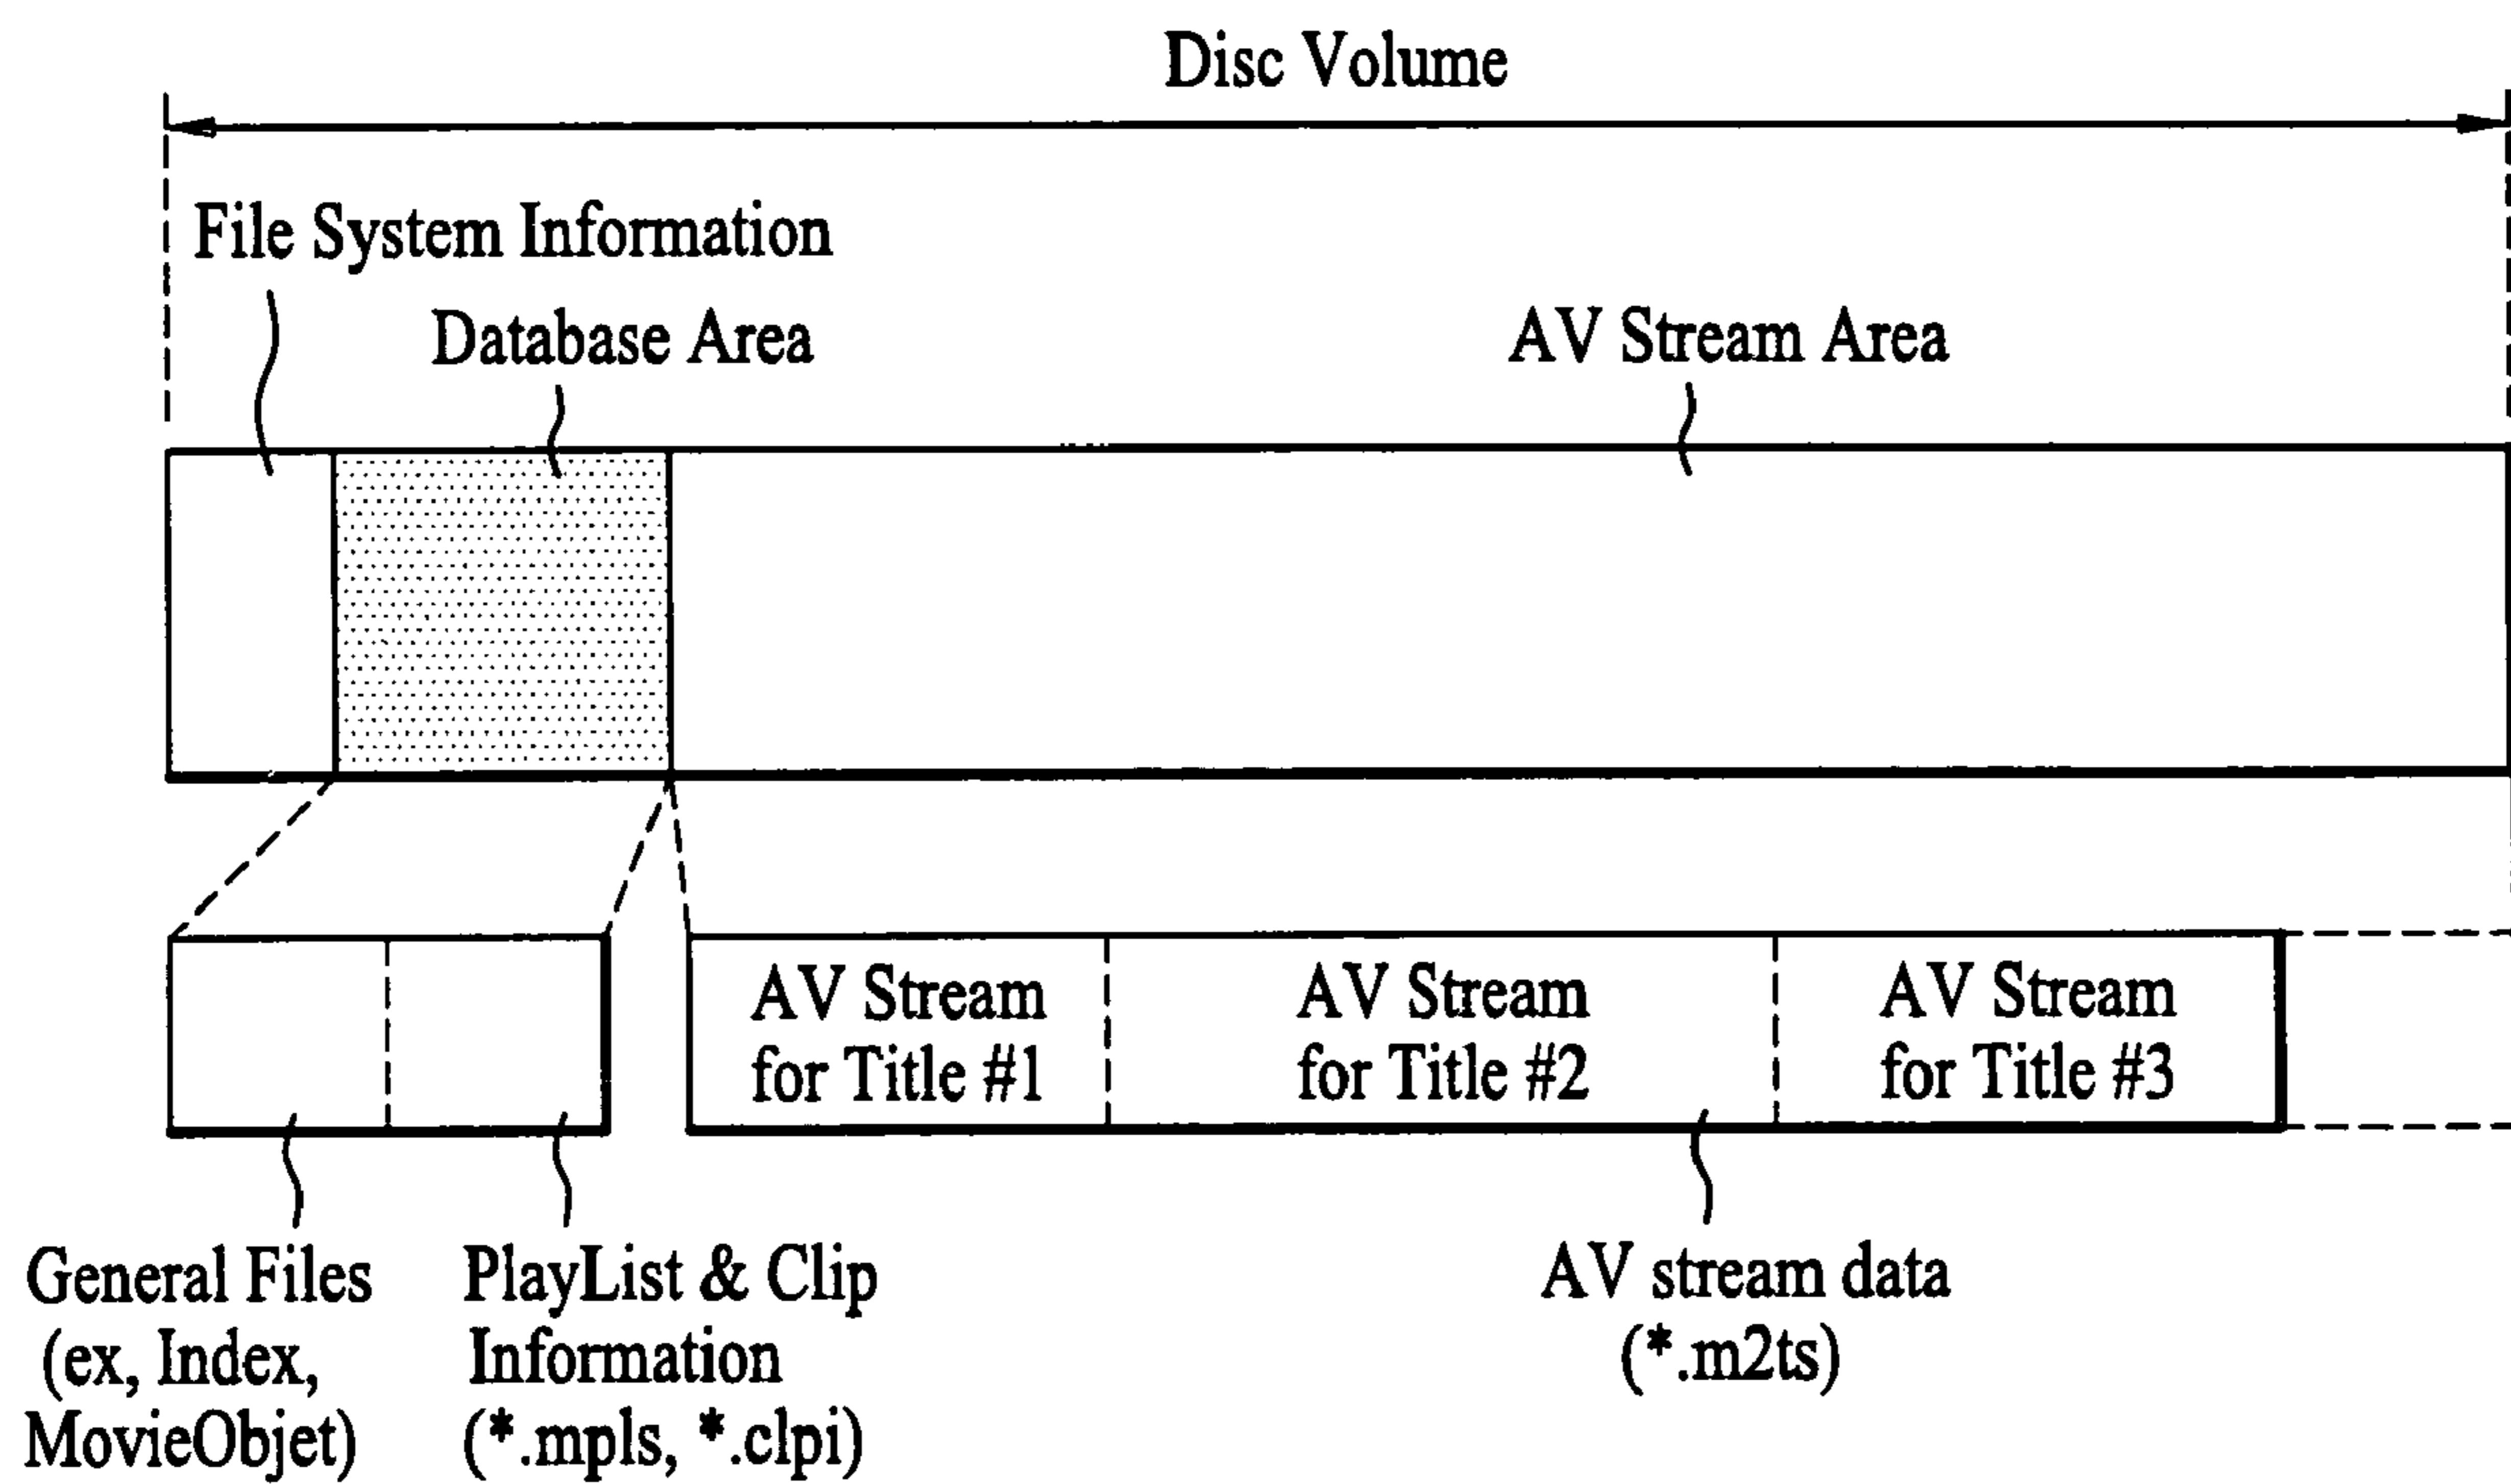 Disc Volume
File System Information
Database Area
AV Stream Area
AV Stream
for Title #1
AV Stream
for Title #2
AV Stream
for Title #3
General Files
(ex, Index,
MovieObjet)
PlayList & Clip
Information
(*.mpls, *.clpi)
AV stream data
(*.m2ts)